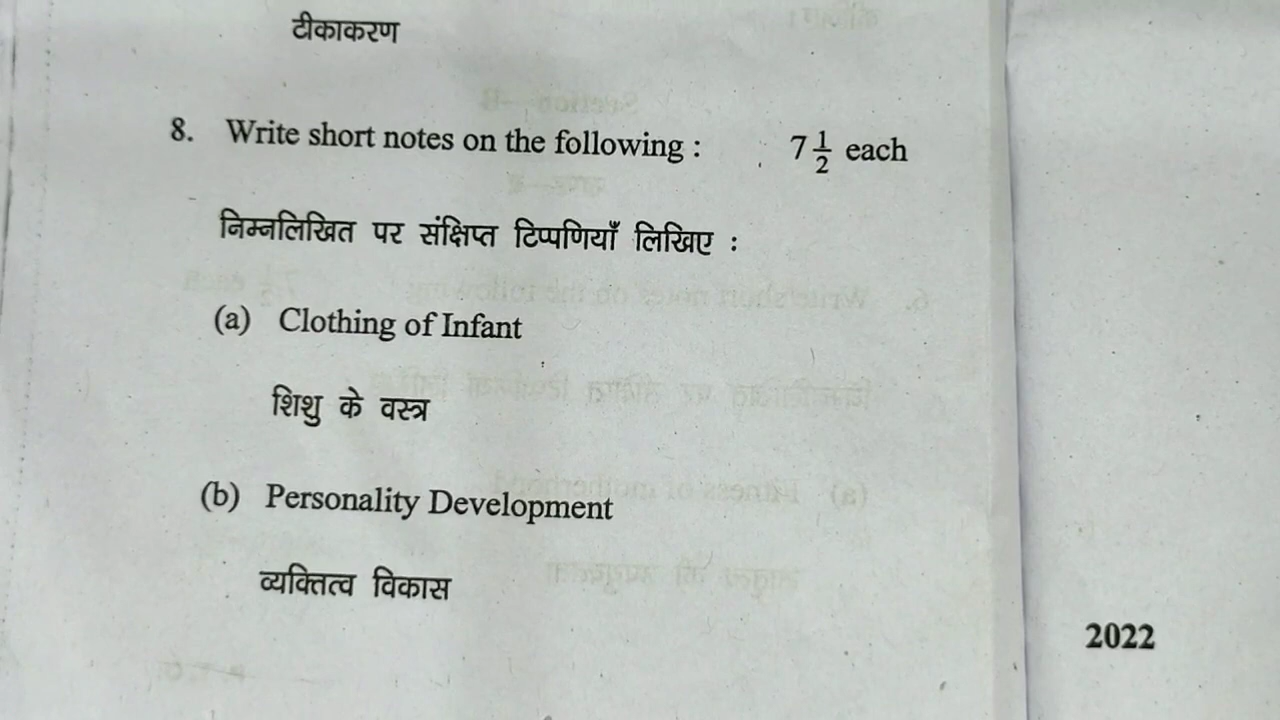 टीकाकरण
8. Write short notes on the following : 7 1/2 each
निम्नलिखित पर संक्षिप्त टिप्पणियाँ लिखिए :
(a) Clothing of Infant
शिशु के वस्त्र
(b) Personality Development
व्यक्तित्व विकास
2022